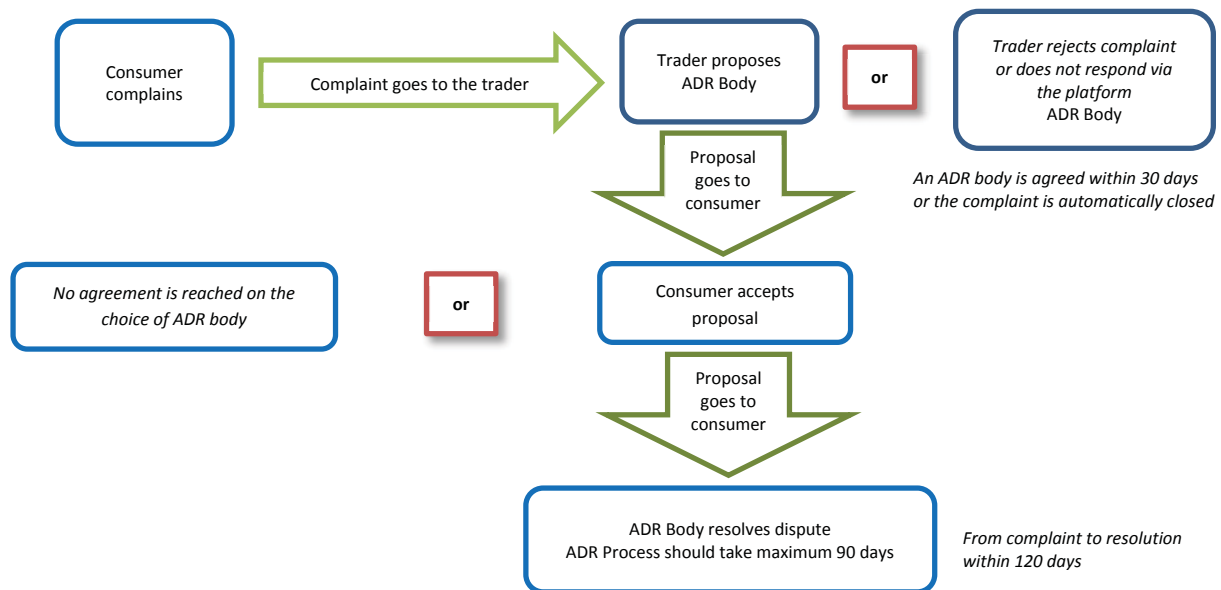 Consumer
complains
Complaint goes to the trader
Trader proposes
ADR Body
or
Trader rejects complaint
or does not respond via
the platform
ADR Body
Proposal
goes to
consumer
An ADR body is agreed within 30 days
or the complaint is automatically closed
No agreement is reached on the
choice of ADR body
or
Consumer accepts
proposal
Proposal
goes to
consumer
ADR Body resolves dispute
ADR Process should take maximum 90 days
From complaint to resolution
within 120 days